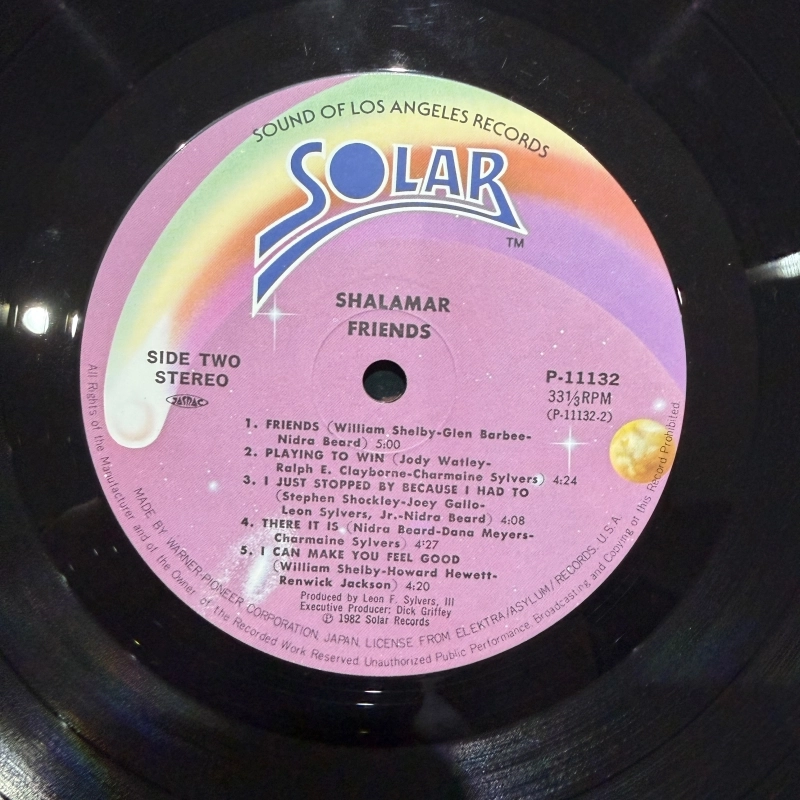 SOUND OF LOS ANGELES RECORDS
SOLAR
TM
SHALAMAR
FRIENDS
SIDE TWO
STEREO
JASRAC
P-11132
33⅓RPM
(P-11132-2)
1. FRIENDS (William Shelby-Glen Barbee-
Nidra Beard) 5:00
2. PLAYING TO WIN (Jody Watley-
Ralph E. Clayborne-Charmaine Sylvers) 4:24
3. I JUST STOPPED BY BECAUSE I HAD TO
(Stephen Shockley-Joey Gallo-
Leon Sylvers, Jr.-Nidra Beard) 4:08
4. THERE IT IS (Nidra Beard-Dana Meyers-
Charmaine Sylvers) 4:27
5. I CAN MAKE YOU FEEL GOOD
(William Shelby-Howard Hewett-
Renwick Jackson) 4:20
Produced by Leon F. Sylvers, III
Executive Producer: Dick Griffey
℗ 1982 Solar Records
MADE BY WARNER-PIONEER CORPORATION, JAPAN, LICENSE FROM ELEKTRA/ASYLUM/RECORDS. U.S.A.
All Rights of the Manufacturer and of the Owner of the Recorded Work Reserved. Unauthorized Public Performance. Broadcasting and Copying of this Record Prohibited.